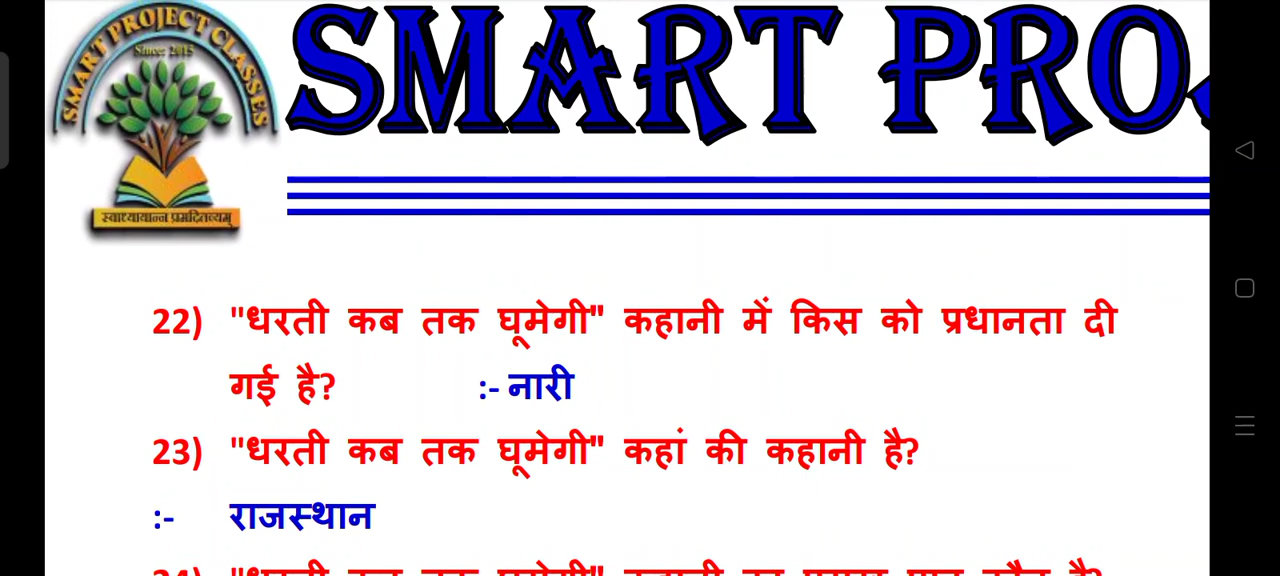 SMART PROJECT CLASSES
Since: 2015
स्वाध्यायान्न प्रमदितव्यम्
SMART PRO
22) "धरती कब तक घूमेगी" कहानी में किस को प्रधानता दी
गई है? :- नारी
23) "धरती कब तक घूमेगी" कहां की कहानी है?
:- राजस्थान